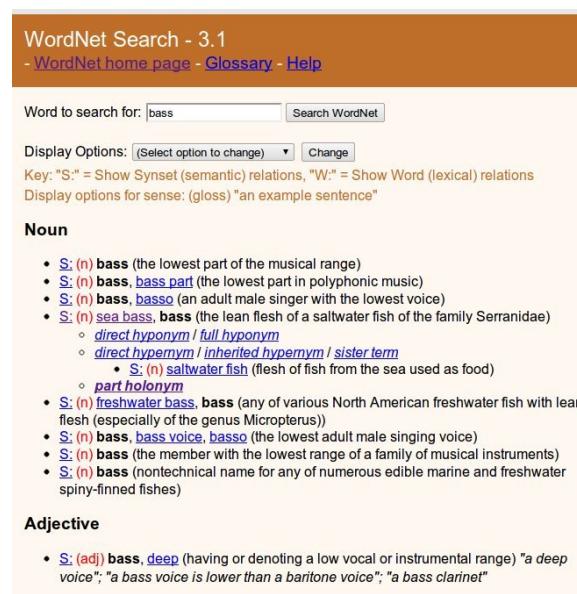 WordNet Search - 3.1
- WordNet home page - Glossary - Help
Word to search for: bass Search WordNet
Display Options: (Select option to change) Change
Key: "S:" = Show Synset (semantic) relations, "W:" = Show Word (lexical) relations
Display options for sense: (gloss) "an example sentence"
Noun
• S: (n) bass (the lowest part of the musical range)
• S: (n) bass, bass part (the lowest part in polyphonic music)
• S: (n) bass, basso (an adult male singer with the lowest voice)
• S: (n) sea bass, bass (the lean flesh of a saltwater fish of the family Serranidae)
◦ direct hyponym / full hyponym
◦ direct hypernym / inherited hypernym / sister term
▪ S: (n) saltwater fish (flesh of fish from the sea used as food)
◦ part holonym
• S: (n) freshwater bass, bass (any of various North American freshwater fish with lear
flesh (especially of the genus Micropterus))
• S: (n) bass, bass voice, basso (the lowest adult male singing voice)
• S: (n) bass (the member with the lowest range of a family of musical instruments)
• S: (n) bass (nontechnical name for any of numerous edible marine and freshwater
spiny-finned fishes)
Adjective
• S: (adj) bass, deep (having or denoting a low vocal or instrumental range) "a deep
voice"; "a bass voice is lower than a baritone voice"; "a bass clarinet"